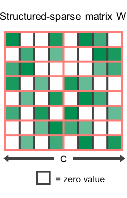 Structured-sparse matrix W
C
= zero value